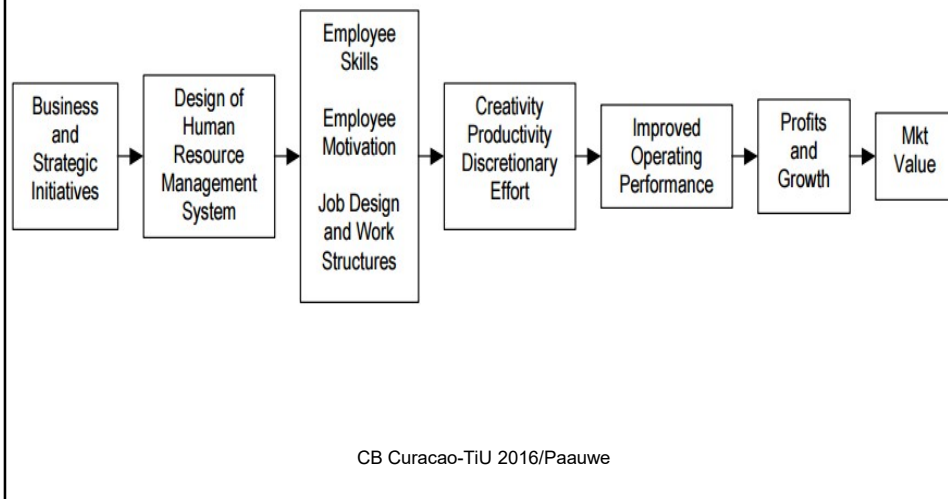 Business
and
Strategic
Initiatives
Design of
Human
Resource
Management
System
Employee
Skills
Employee
Motivation
Job Design
and Work
Structures
Creativity
Productivity
Discretionary
Effort
Improved
Operating
Performance
Profits
and
Growth
Mkt
Value
CB Curacao-TiU 2016/Paauwe